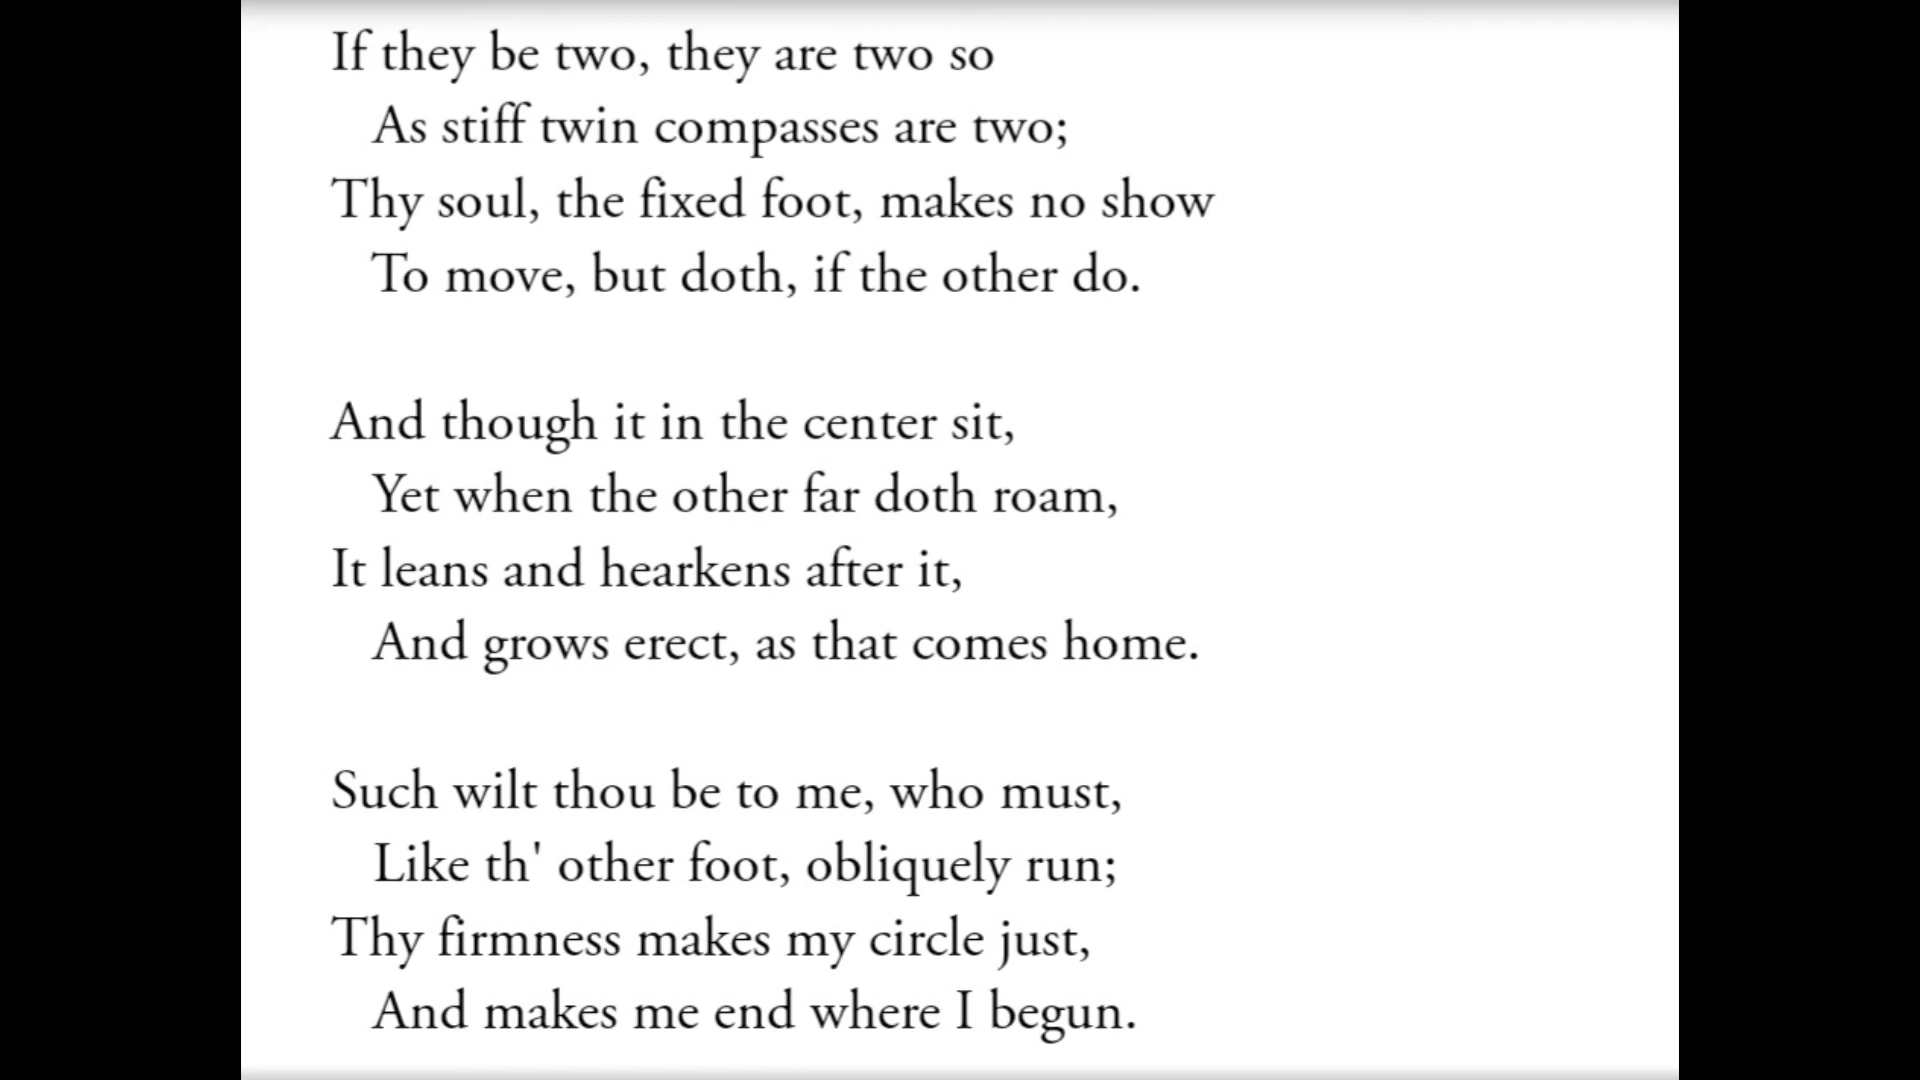 If they be two, they are two so
As stiff twin compasses are two;
Thy soul, the fixed foot, makes no show
To move, but doth, if the other do.
And though it in the center sit,
Yet when the other far doth roam,
It leans and hearkens after it,
And grows erect, as that comes home.
Such wilt thou be to me, who must,
Like th' other foot, obliquely run;
Thy firmness makes my circle just,
And makes me end where I begun.